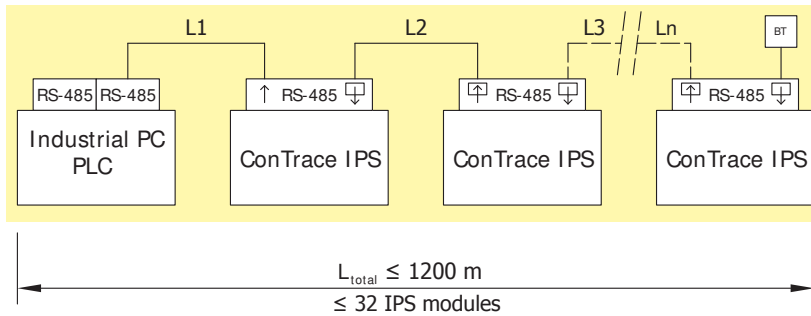 L1
L2
L3
Ln
BT
RS-485
RS-485
RS-485
RS-485
RS-485
Industrial PC
PLC
ConTrace IPS
ConTrace IPS
ConTrace IPS
Ltotal ≤ 1200 m
≤ 32 IPS modules